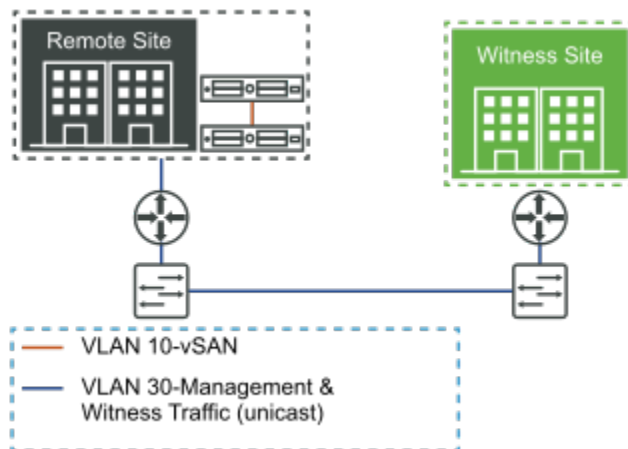 Remote Site
Witness Site
VLAN 10-vSAN
VLAN 30-Management &
Witness Traffic (unicast)